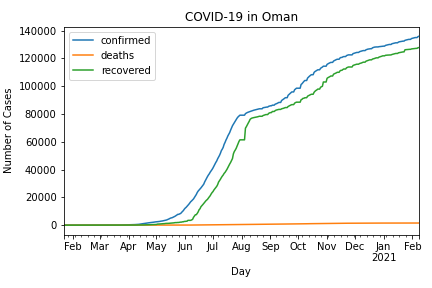 COVID-19 in Oman
confirmed
deaths
recovered
140000
120000
100000
80000
60000
40000
20000
0
Number of Cases
Feb Mar Apr May Jun Jul Aug Sep Oct Nov Dec Jan Feb
2021
Day